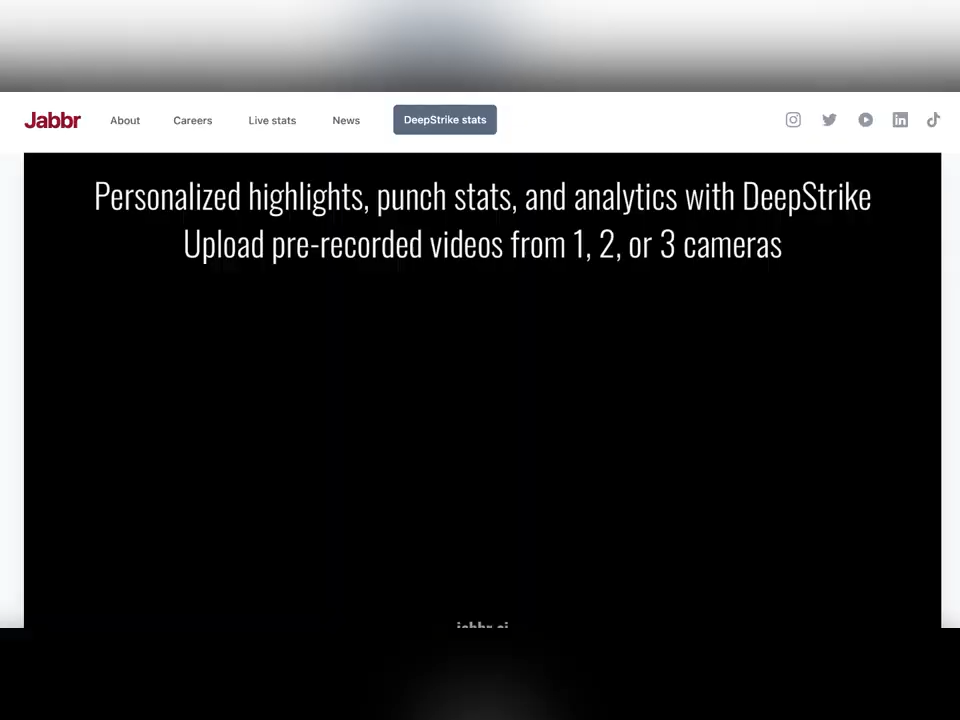 Jabbr About Careers Live stats News DeepStrike stats
Personalized highlights, punch stats, and analytics with DeepStrike
Upload pre-recorded videos from 1, 2, or 3 cameras